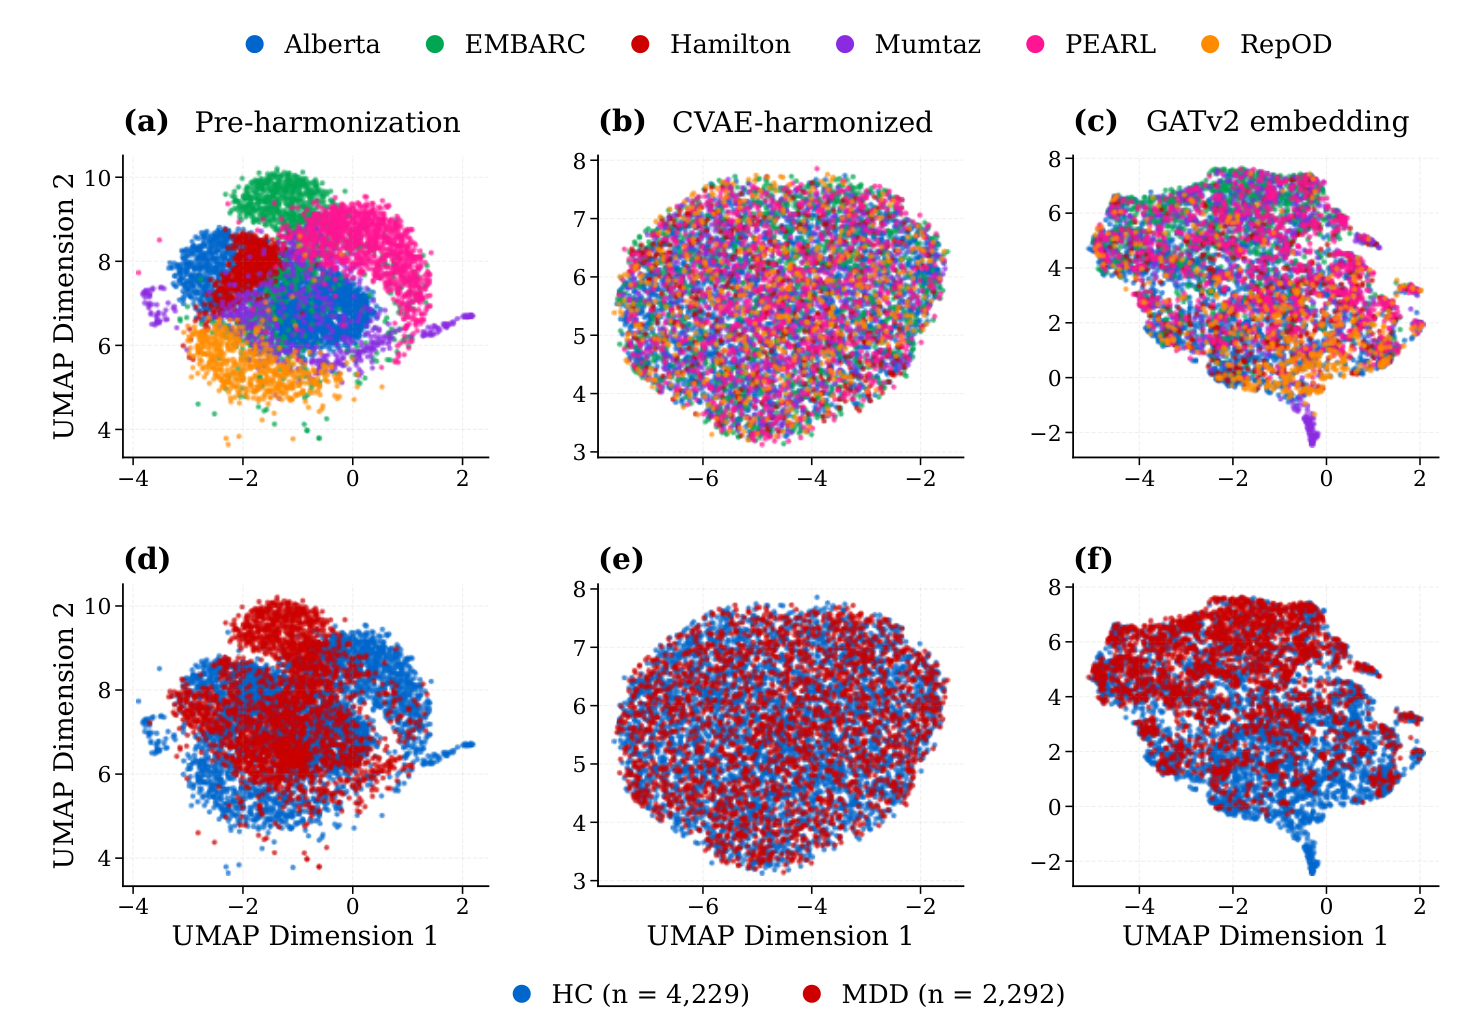 Alberta EMBARC Hamilton Mumtaz PEARL RepOD
(a) Pre-harmonization (b) CVAE-harmonized (c) GATv2 embedding
UMAP Dimension 2
10
8
6
4
−4 −2 0 2
8
7
6
5
4
3
−6 −4 −2
8
6
4
2
0
−2
−4 −2 0 2
(d) (e) (f)
UMAP Dimension 2
10
8
6
4
−4 −2 0 2
UMAP Dimension 1
8
7
6
5
4
3
−6 −4 −2
UMAP Dimension 1
8
6
4
2
0
−2
−4 −2 0 2
UMAP Dimension 1
HC (n = 4,229) MDD (n = 2,292)